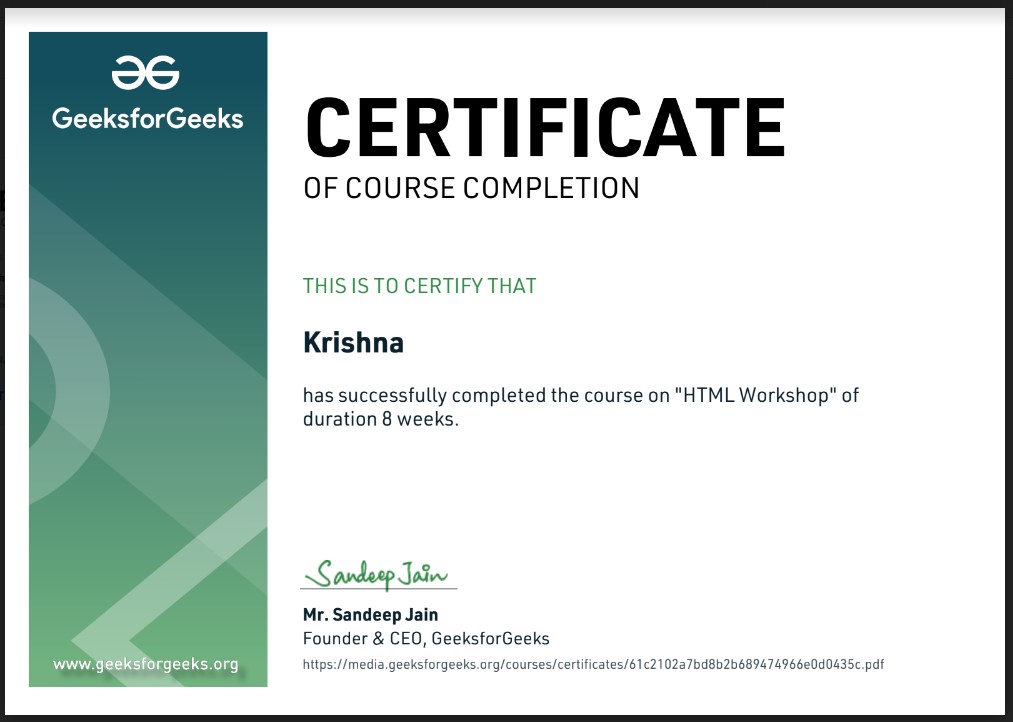 GeeksforGeeks
CERTIFICATE
OF COURSE COMPLETION
THIS IS TO CERTIFY THAT
Krishna
has successfully completed the course on "HTML Workshop" of
duration 8 weeks.
Sandeep Jain
Mr. Sandeep Jain
Founder & CEO, GeeksforGeeks
https://media.geeksforgeeks.org/courses/certificates/61c2102a7bd8b2b689474966e0d0435c.pdf
www.geeksforgeeks.org